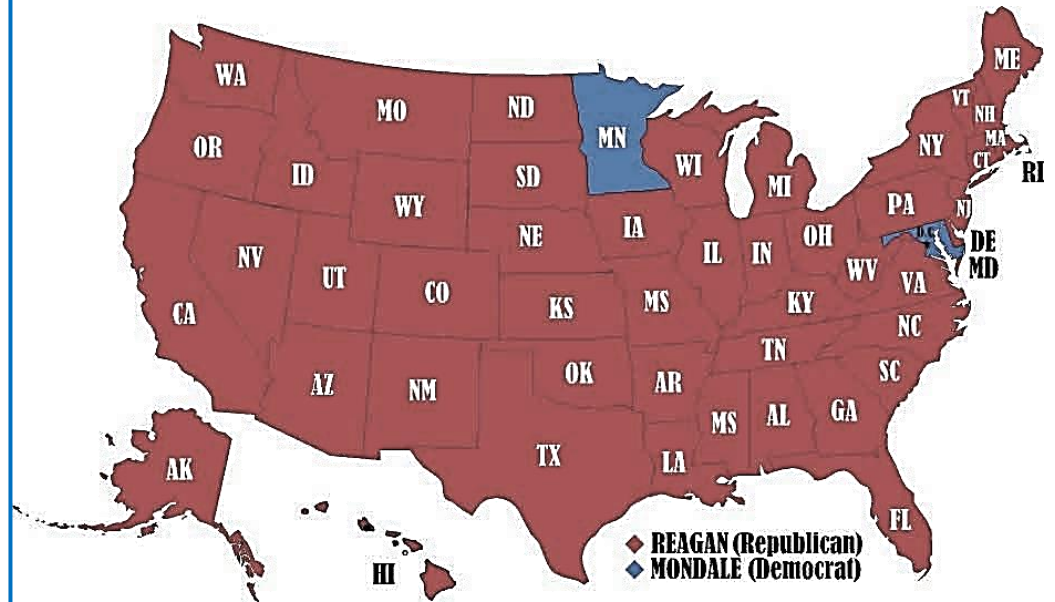 ME
WA
VT
MO
ND
NH
MN
MA
OR
NY
CT
WI
RI
ID
SD
MI
WY
PA
NJ
IA
NE
OH
D.C.
DE
IL
IN
NV
MD
WV
UT
VA
CO
CA
KS
MS
KY
NC
TN
AZ
NM
OK
AR
SC
MS
AL
GA
TX
LA
AK
FL
REAGAN (Republican)
MONDALE (Democrat)
HI